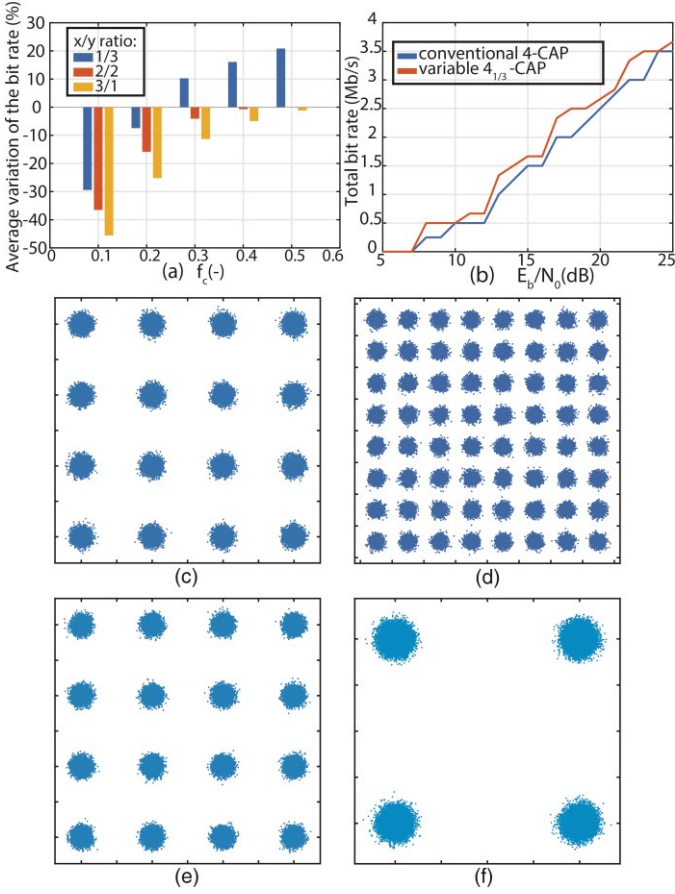 Average variation of the bit rate (%)
30
20
10
0
-10
-20
-30
-40
-50
x/y ratio:
1/3
2/2
3/1
0 0.1 0.2 0.3 0.4 0.5 0.6
(a) f_c(-)
Total bit rate (Mb/s)
4
3.5
3
2.5
2
1.5
1
0.5
0
conventional 4-CAP
variable 4_1/3-CAP
5 10 15 20 25
(b) E_b/N_0(dB)
(c)
(d)
(e)
(f)